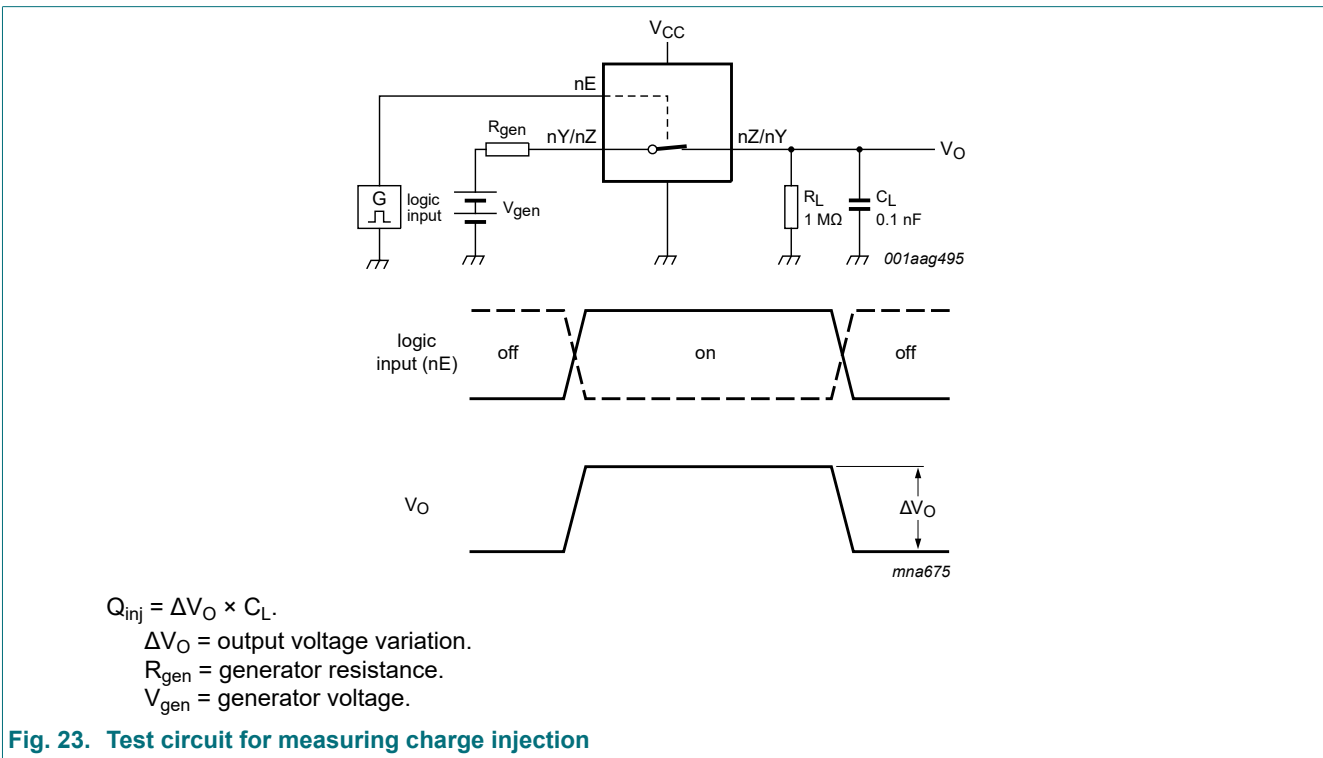 VCC
nE
Rgen
nY/nZ
nZ/nY
VO
G
logic
input
Vgen
RL
1 MΩ
CL
0.1 nF
001aag495
logic
input (nE)
off
on
off
VO
ΔVO
mna675
Qinj = ΔVO × CL.
ΔVO = output voltage variation.
Rgen = generator resistance.
Vgen = generator voltage.
Fig. 23. Test circuit for measuring charge injection